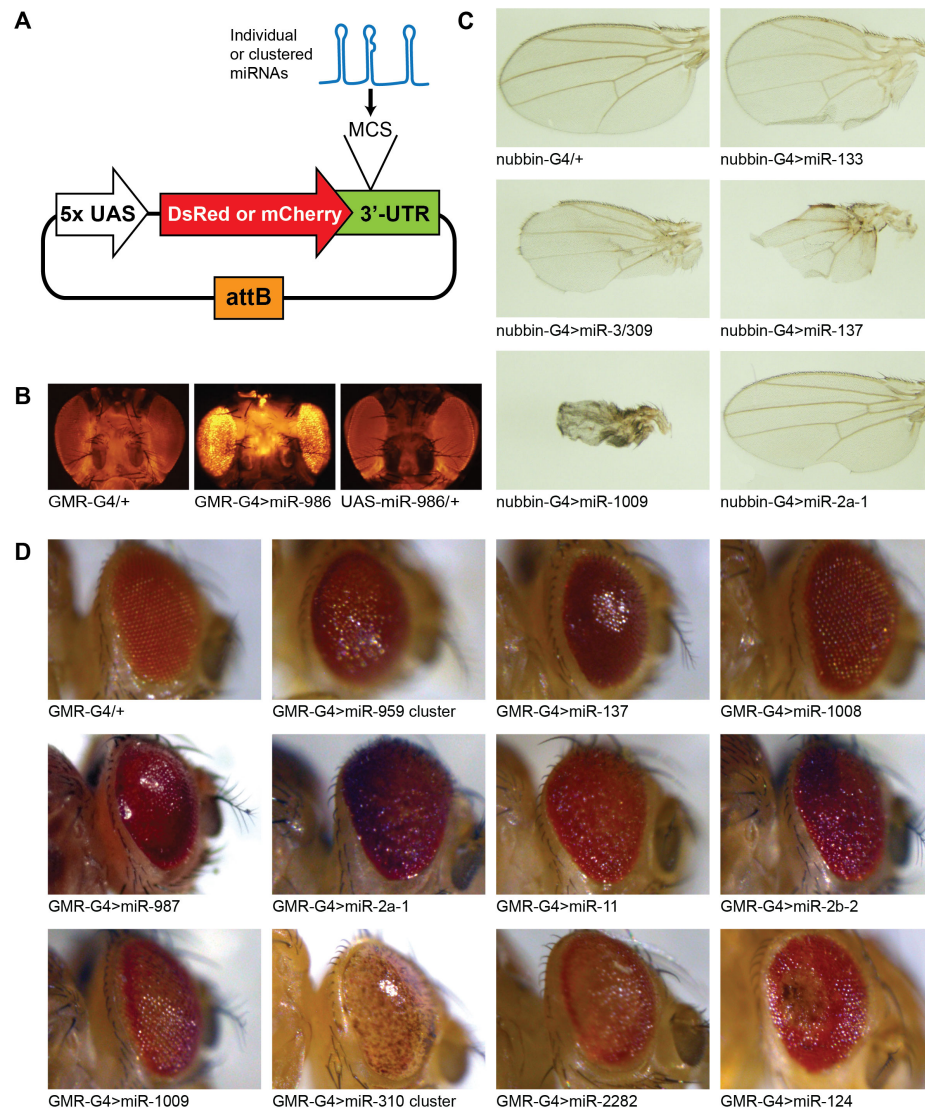 A
Individual
or clustered
miRNAs
MCS
5x UAS
DsRed or mCherry
3'-UTR
attB
B
GMR-G4/+
GMR-G4>miR-986
UAS-miR-986/+
C
nubbin-G4/+
nubbin-G4>miR-133
nubbin-G4>miR-3/309
nubbin-G4>miR-137
nubbin-G4>miR-1009
nubbin-G4>miR-2a-1
D
GMR-G4/+
GMR-G4>miR-959 cluster
GMR-G4>miR-137
GMR-G4>miR-1008
GMR-G4>miR-987
GMR-G4>miR-2a-1
GMR-G4>miR-11
GMR-G4>miR-2b-2
GMR-G4>miR-1009
GMR-G4>miR-310 cluster
GMR-G4>miR-2282
GMR-G4>miR-124